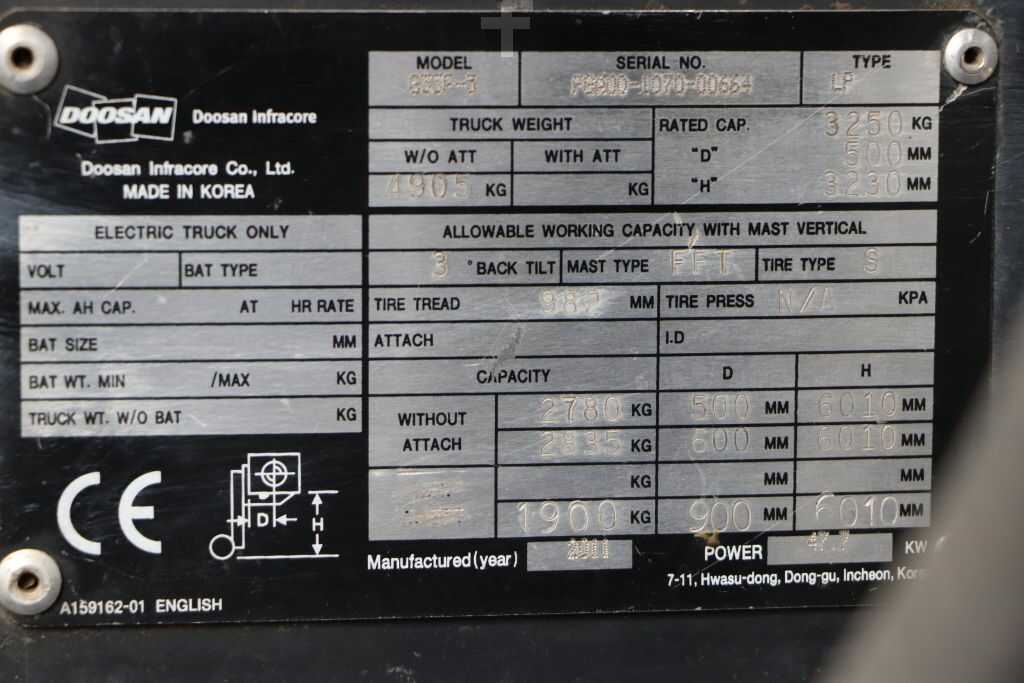 DOOSAN Doosan Infracore
Doosan Infracore Co., Ltd.
MADE IN KOREA
MODEL SERIAL NO. TYPE
LP
TRUCK WEIGHT
W/O ATT WITH ATT
4905 KG KG
RATED CAP. 3250 KG
"D" 500 MM
"H" 3230 MM
ELECTRIC TRUCK ONLY
VOLT BAT TYPE
MAX. AH CAP. AT HR RATE
BAT SIZE MM
BAT WT. MIN /MAX KG
TRUCK WT. W/O BAT KG
ALLOWABLE WORKING CAPACITY WITH MAST VERTICAL
3 °BACK TILT MAST TYPE FFT TIRE TYPE S
TIRE TREAD MM TIRE PRESS N/A KPA
ATTACH I.D
CAPACITY D H
WITHOUT ATTACH
2780 KG 500 MM 6010 MM
KG 600 MM 6010 MM
KG MM MM
1900 KG 900 MM 6010 MM
Manufactured (year) 2011 POWER 47.7 KW
7-11, Hwasu-dong, Dong-gu, Incheon,
CE
D H
A159162-01 ENGLISH